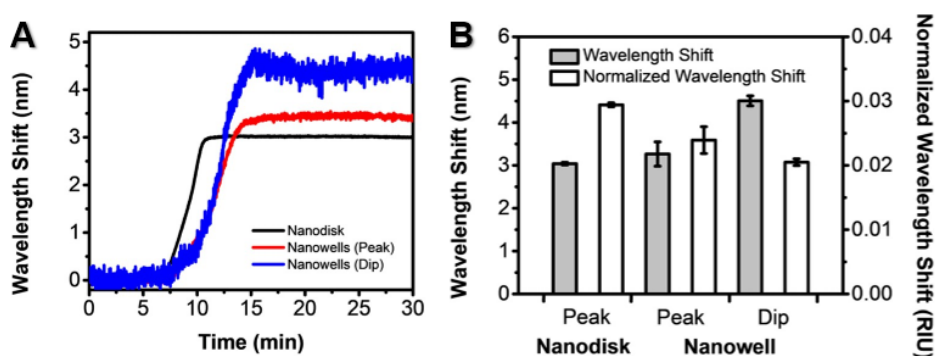 A
Wavelength Shift (nm)
5
4
3
2
1
0
Nanodisk
Nanowells (Peak)
Nanowells (Dip)
0 5 10 15 20 25 30
Time (min)
B
Wavelength Shift (nm)
6
5
4
3
2
1
0
Wavelength Shift
Normalized Wavelength Shift
0.04
0.03
0.02
0.01
0.00
Normalized Wavelength Shift (RIU)
Peak Peak Dip
Nanodisk Nanowell